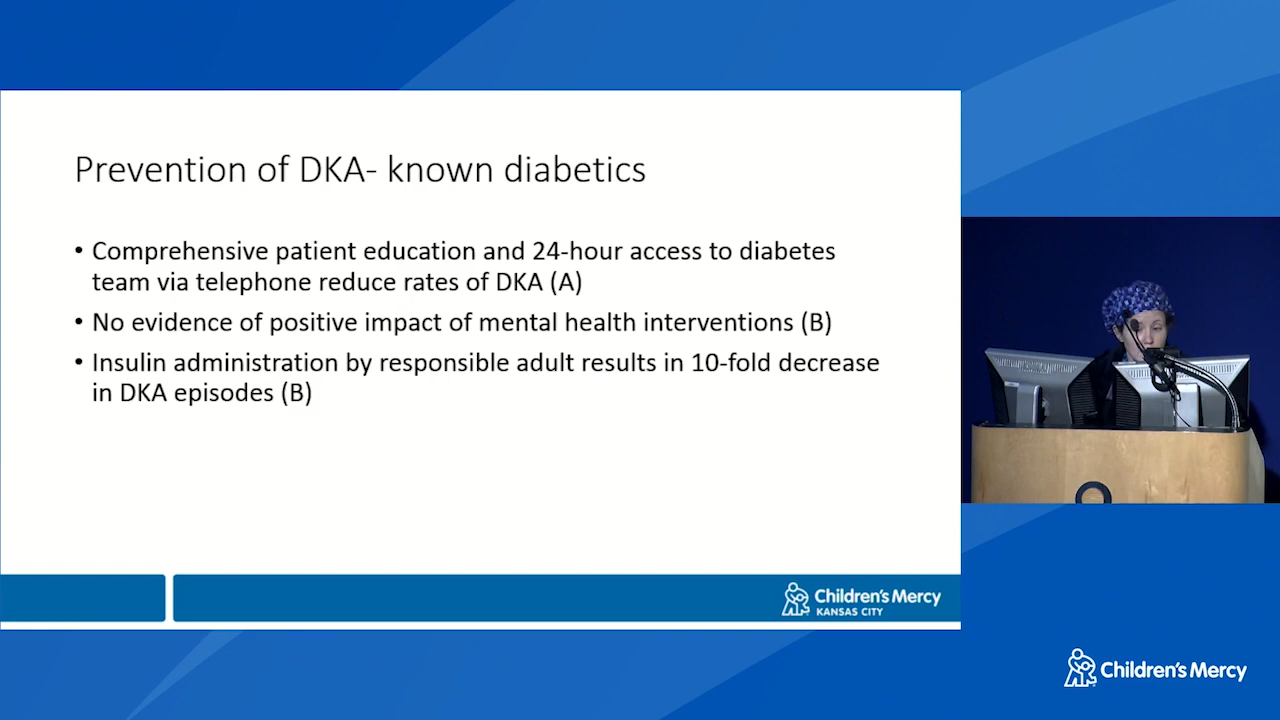 Prevention of DKA- known diabetics
• Comprehensive patient education and 24-hour access to diabetes
team via telephone reduce rates of DKA (A)
• No evidence of positive impact of mental health interventions (B)
• Insulin administration by responsible adult results in 10-fold decrease
in DKA episodes (B)
Children's Mercy
KANSAS CITY
Children's Mercy